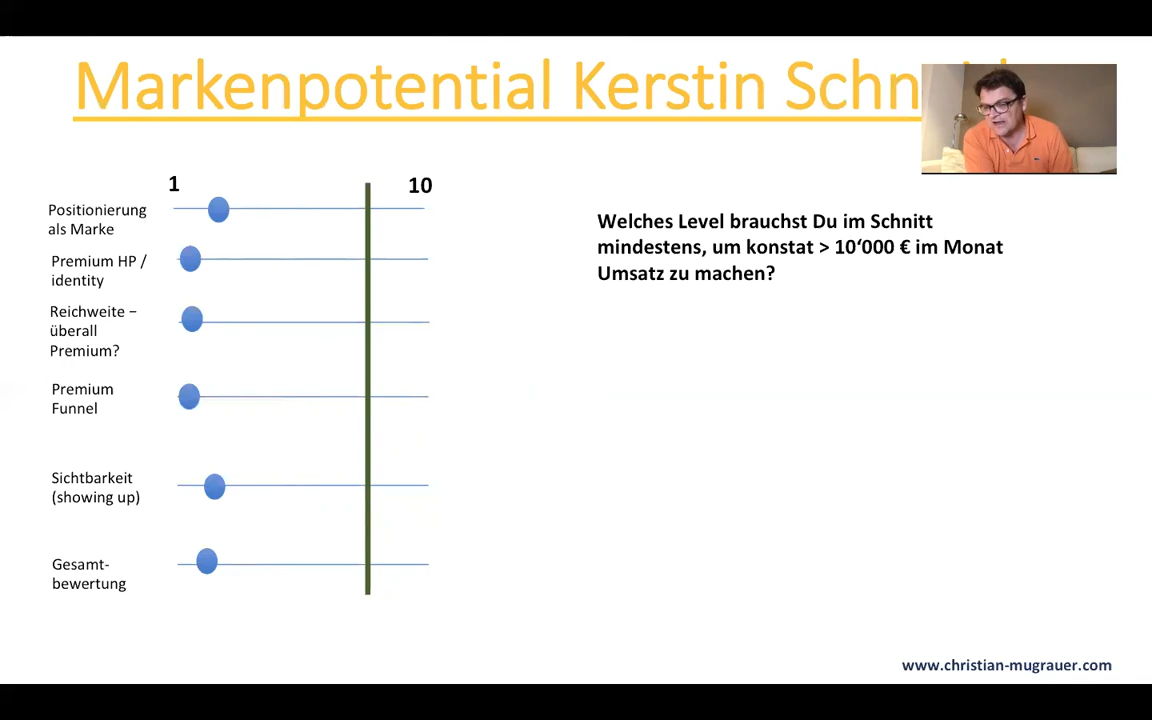 Markenpotential Kerstin
1
10
Positionierung
als Marke
Premium HP /
identity
Reichweite –
überall
Premium?
Premium
Funnel
Sichtbarkeit
(showing up)
Gesamt-
bewertung
Welches Level brauchst Du im Schnitt
mindestens, um konstat > 10‘000 € im Monat
Umsatz zu machen?
www.christian-mugrauer.com